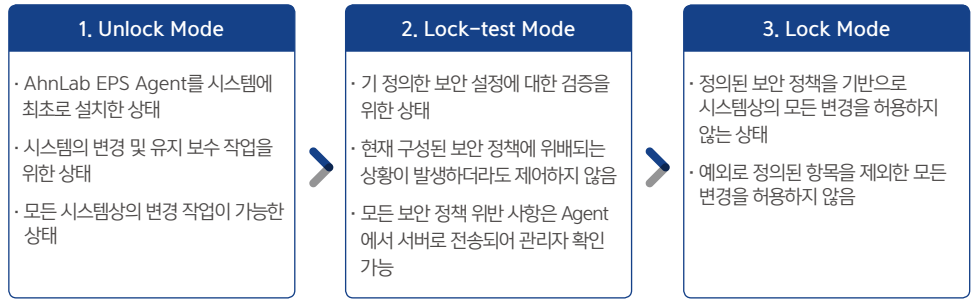 1. Unlock Mode
· AhnLab EPS Agent를 시스템에
최초로 설치한 상태
· 시스템의 변경 및 유지 보수 작업을
위한 상태
· 모든 시스템상의 변경 작업이 가능한
상태
2. Lock-test Mode
· 기 정의한 보안 설정에 대한 검증을
위한 상태
· 현재 구성된 보안 정책에 위배되는
상황이 발생하더라도 제어하지 않음
· 모든 보안 정책 위반 사항은 Agent
에서 서버로 전송되어 관리자 확인
가능
3. Lock Mode
· 정의된 보안 정책을 기반으로
시스템상의 모든 변경을 허용하지
않는 상태
· 예외로 정의된 항목을 제외한 모든
변경을 허용하지 않음